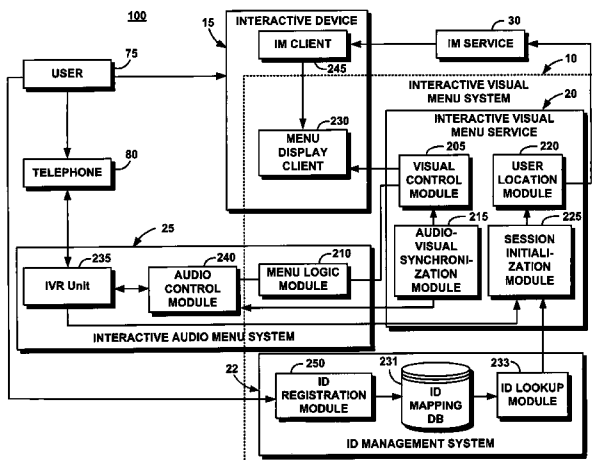 100
15
INTERACTIVE DEVICE
IM CLIENT
245
IM SERVICE
30
10
USER
75
INTERACTIVE VISUAL
MENU SYSTEM
20
INTERACTIVE VISUAL
MENU SERVICE
230
MENU
DISPLAY
CLIENT
205
VISUAL
CONTROL
MODULE
220
USER
LOCATION
MODULE
TELEPHONE
80
215
AUDIO-
VISUAL
SYNCHRONI-
ZATION
MODULE
225
SESSION
INITIALI-
ZATION
MODULE
25
235
IVR Unit
240
AUDIO
CONTROL
MODULE
210
MENU LOGIC
MODULE
INTERACTIVE AUDIO MENU SYSTEM
22
250
ID
REGISTRATION
MODULE
231
ID
MAPPING
DB
233
ID LOOKUP
MODULE
ID MANAGEMENT SYSTEM